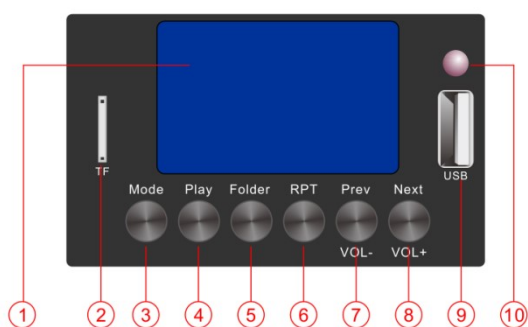 TF
USB
Mode Play Folder RPT Prev Next
VOL- VOL+
1 2 3 4 5 6 7 8 9 10